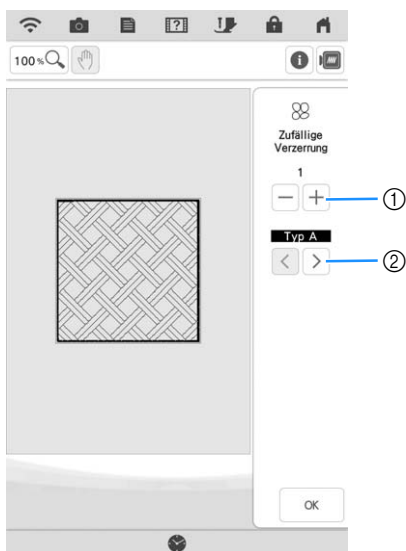 100%
Zufällige
Verzerrung
1
− +
①
Typ A
< >
②
OK